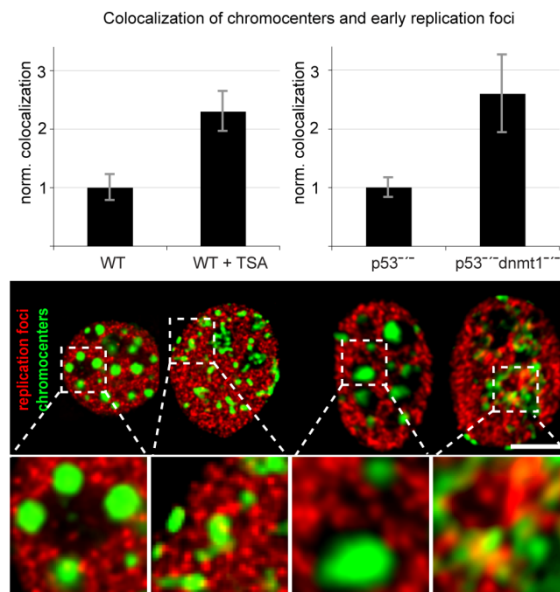 Colocalization of chromocenters and early replication foci
norm. colocalization
3
2
1
WT
WT + TSA
norm. colocalization
3
2
1
p53⁻′⁻
p53⁻′⁻dnmt1⁻′⁻
replication foci
chromocenters